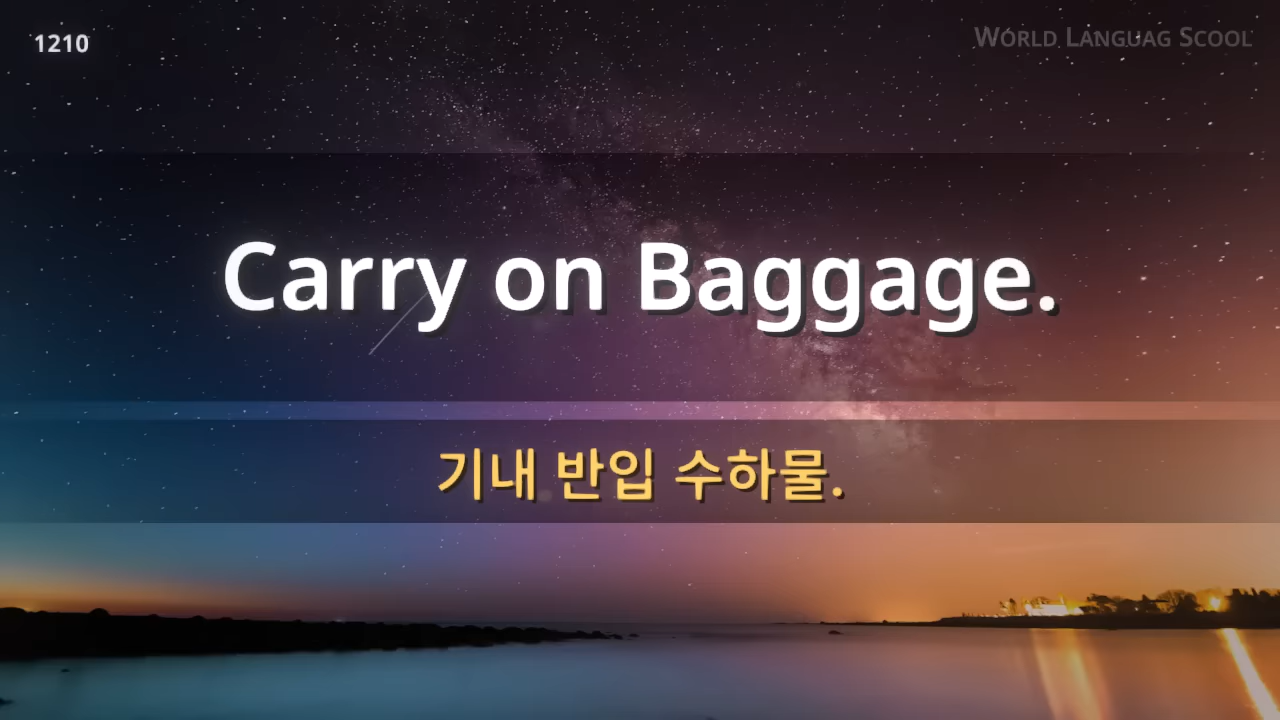 1210
WORLD LANGUAG SCOOL
Carry on Baggage.
기내 반입 수하물.